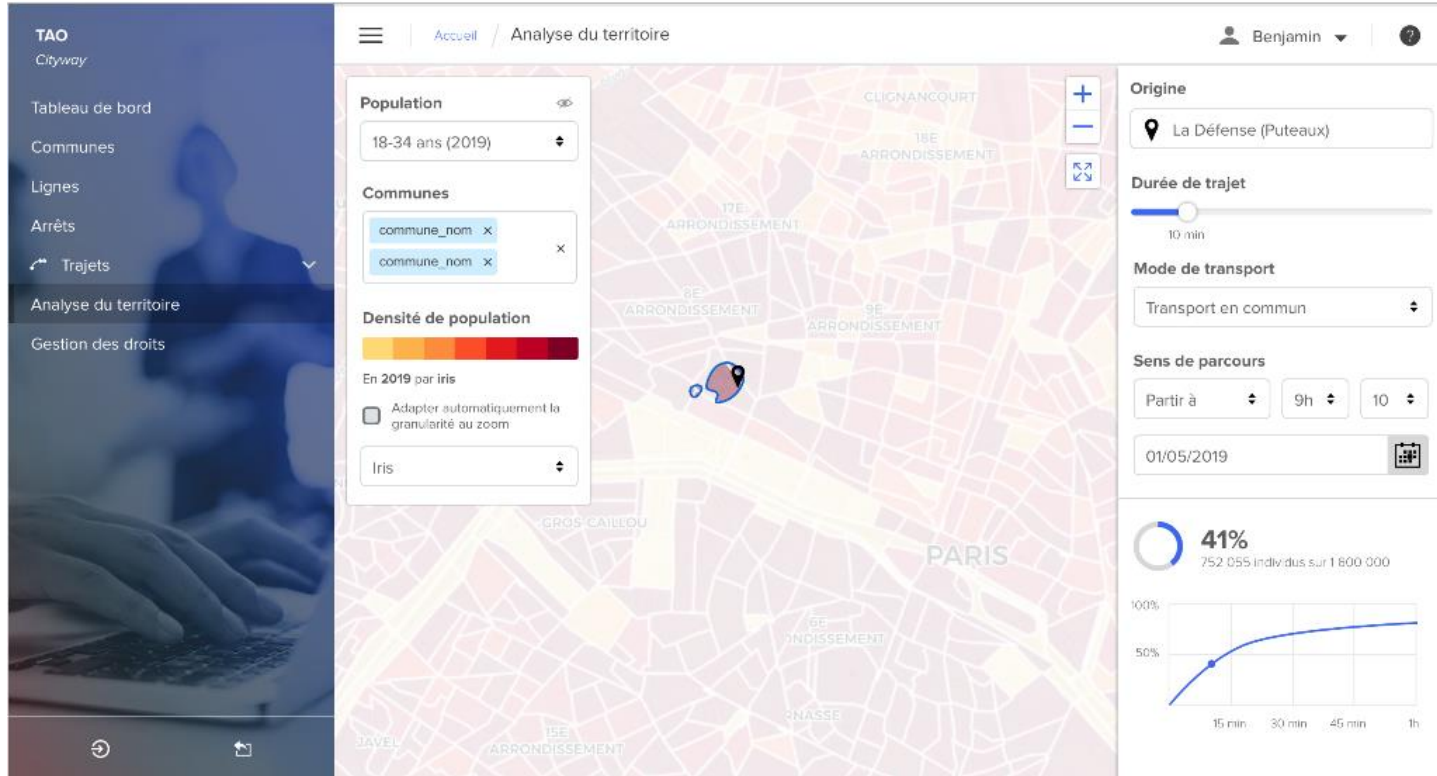 TAO
Cityway
Tableau de bord
Communes
Lignes
Arrêts
Trajets
Analyse du territoire
Gestion des droits
Accueil / Analyse du territoire
Benjamin
?
Population
18-34 ans (2019)
Communes
commune_nom ×
commune_nom ×
×
Densité de population
En 2019 par iris
Adapter automatiquement la
granularité au zoom
Iris
CLIGNANCOURT
18E
ARRONDISSEMENT
17E
ARRONDISSEMENT
8E
ARRONDISSEMENT
9E
ARRONDISSEMENT
GROS CAILLOU
PARIS
6E
ONDISSEMENT
RNASSE
15E
ARRONDISSEMENT
JAVEL
+
−
Origine
La Défense (Puteaux)
Durée de trajet
10 min
Mode de transport
Transport en commun
Sens de parcours
Partir à 9h 10
01/05/2019
41%
752 055 individus sur 1 800 000
100%
50%
15 min 30 min 45 min 1h